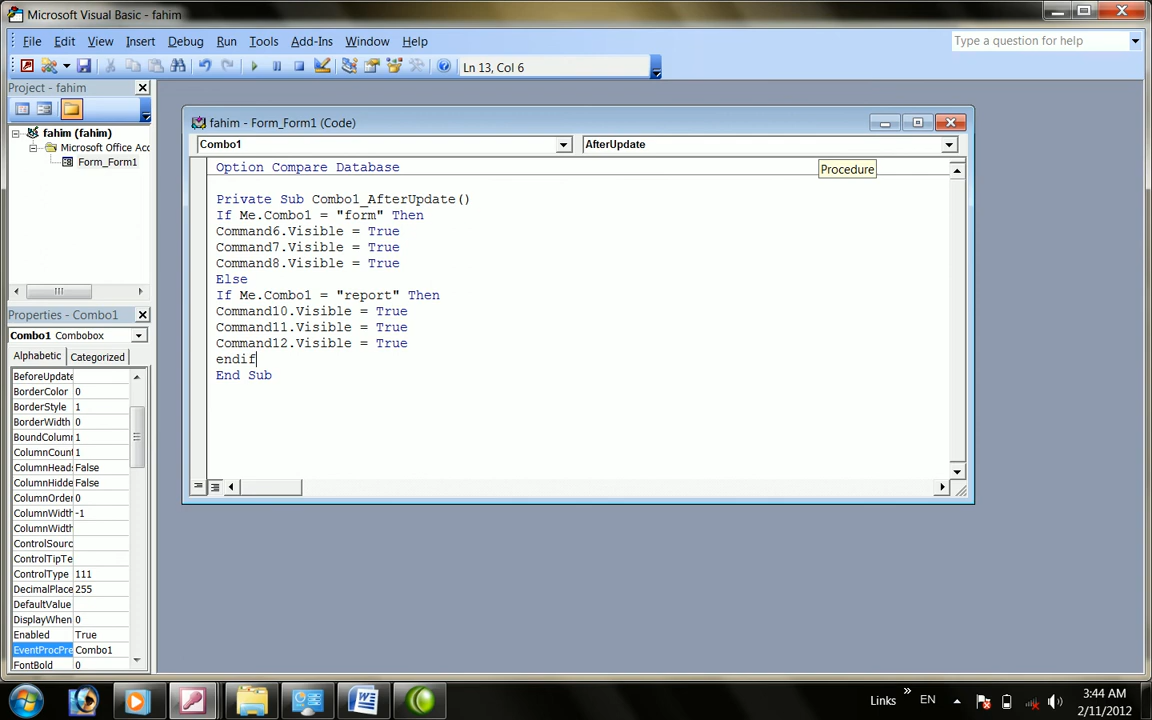 Microsoft Visual Basic - fahim
File Edit View Insert Debug Run Tools Add-Ins Window Help
Type a question for help
Ln 13, Col 6
Project - fahim
fahim (fahim)
Microsoft Office Acc
Form_Form1
fahim - Form_Form1 (Code)
Combo1
AfterUpdate
Procedure
Option Compare Database
Private Sub Combo1_AfterUpdate()
If Me.Combo1 = "form" Then
Command6.Visible = True
Command7.Visible = True
Command8.Visible = True
Else
If Me.Combo1 = "report" Then
Command10.Visible = True
Command11.Visible = True
Command12.Visible = True
endif
End Sub
Properties - Combo1
Combo1 Combobox
Alphabetic Categorized
BeforeUpdate
BorderColor 0
BorderStyle 1
BorderWidth 0
BoundColumn 1
ColumnCount 1
ColumnHeads False
ColumnHidde False
ColumnOrder 0
ColumnWidth -1
ColumnWidth
ControlSourc
ControlTipTe
ControlType 111
DecimalPlace 255
DefaultValue
DisplayWhen 0
Enabled True
EventProcPre Combo1
FontBold 0
Links
EN
3:44 AM
2/11/2012